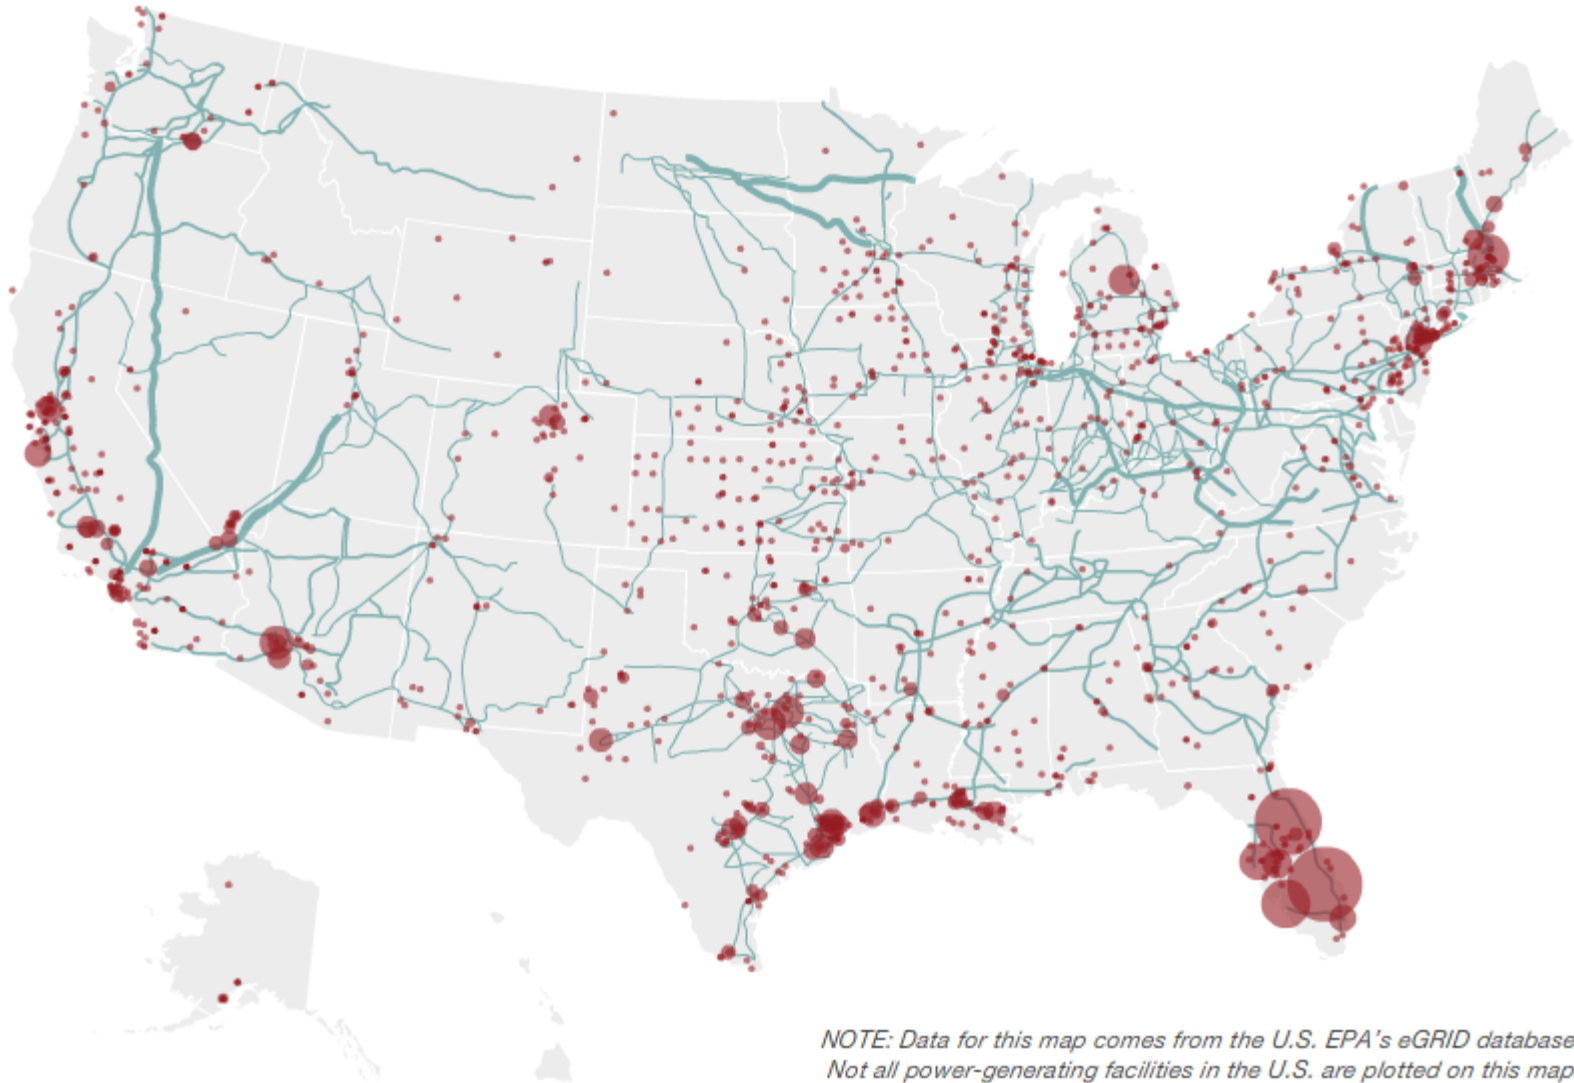 NOTE: Data for this map comes from the U.S. EPA's eGRID database
Not all power-generating facilities in the U.S. are plotted on this map